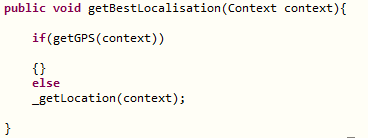 public void getBestLocalisation(Context context){
if(getGPS(context))
{}
else
_getLocation(context);
}